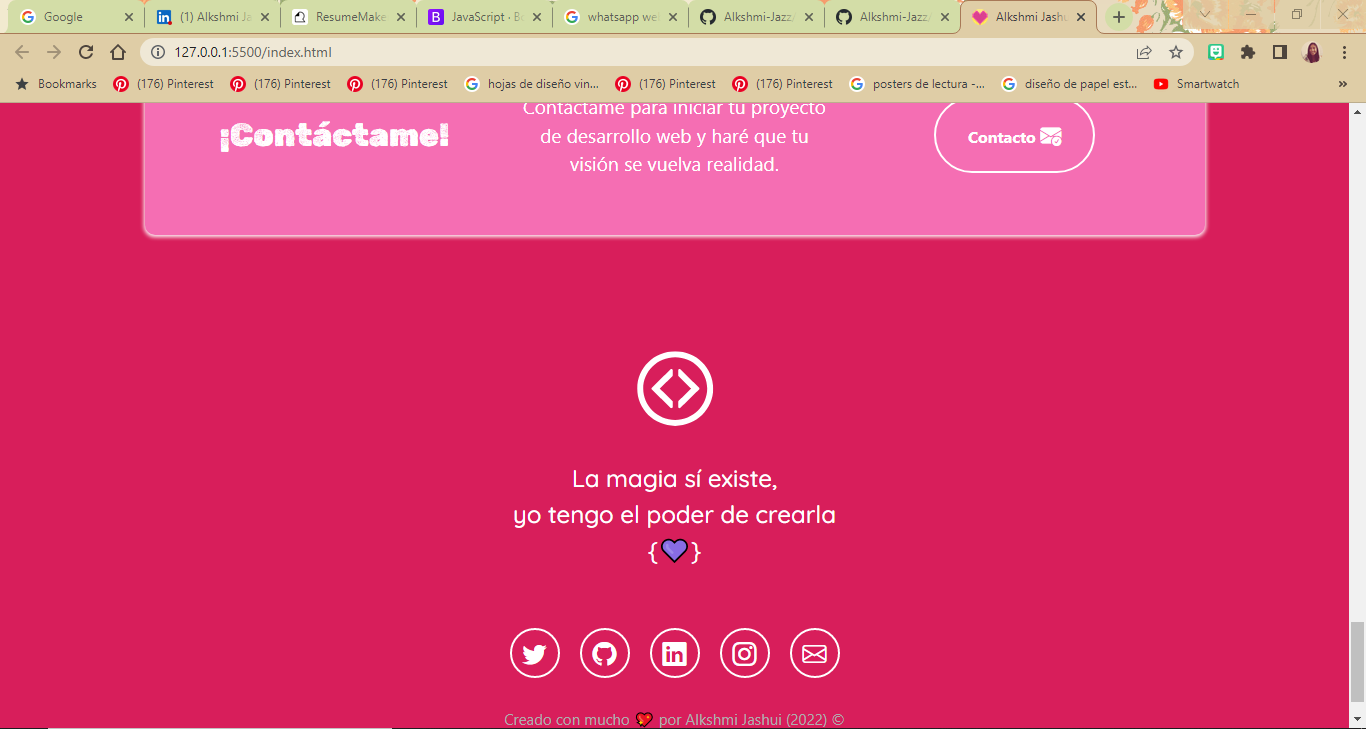 Google
(1) Alkshmi Ja
ResumeMake
JavaScript · Bo
whatsapp we
Alkshmi-Jazz/
Alkshmi-Jazz/
Alkshmi Jashu
127.0.0.1:5500/index.html
Bookmarks
(176) Pinterest
(176) Pinterest
(176) Pinterest
hojas de diseño vin...
(176) Pinterest
(176) Pinterest
posters de lectura -...
diseño de papel est...
Smartwatch
»
¡Contáctame!
Contáctame para iniciar tu proyecto
de desarrollo web y haré que tu
visión se vuelva realidad.
Contacto
La magia sí existe,
yo tengo el poder de crearla
{💜}
Creado con mucho 💖 por Alkshmi Jashui (2022) ©